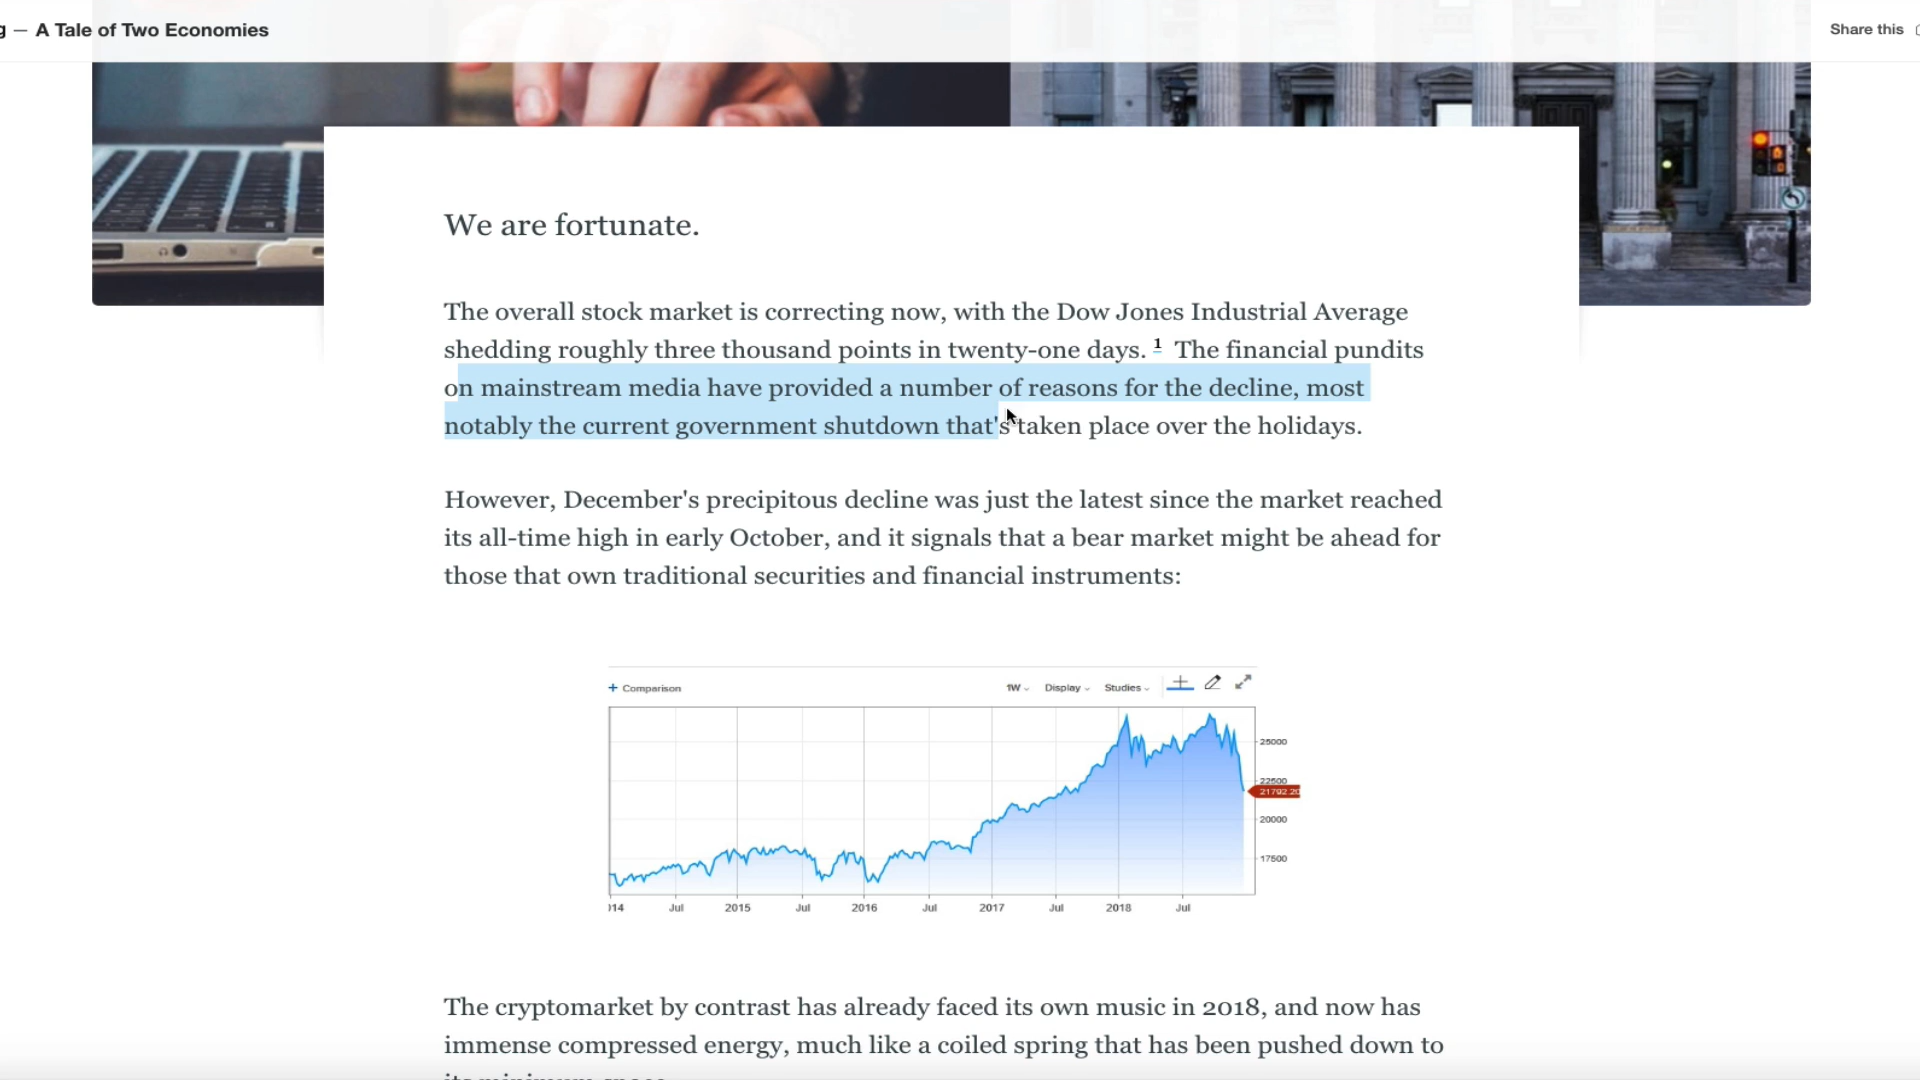 g — A Tale of Two Economies
Share this
We are fortunate.
The overall stock market is correcting now, with the Dow Jones Industrial Average
shedding roughly three thousand points in twenty-one days. 1 The financial pundits
on mainstream media have provided a number of reasons for the decline, most
notably the current government shutdown that's taken place over the holidays.
However, December's precipitous decline was just the latest since the market reached
its all-time high in early October, and it signals that a bear market might be ahead for
those that own traditional securities and financial instruments:
+ Comparison
1W Display Studies
25000
22500
21792.20
20000
17500
014 Jul 2015 Jul 2016 Jul 2017 Jul 2018 Jul
The cryptomarket by contrast has already faced its own music in 2018, and now has
immense compressed energy, much like a coiled spring that has been pushed down to